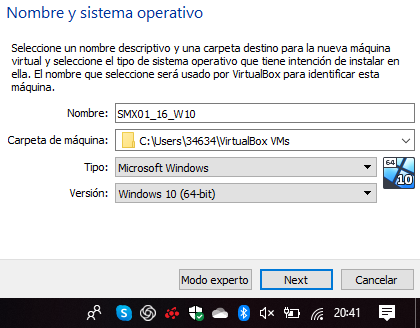 Nombre y sistema operativo
Seleccione un nombre descriptivo y una carpeta destino para la nueva máquina
virtual y seleccione el tipo de sistema operativo que tiene intención de instalar en
ella. El nombre que seleccione será usado por VirtualBox para identificar esta
máquina.
Nombre: SMX01_16_W10
Carpeta de máquina: C:\Users\34634\VirtualBox VMs
Tipo: Microsoft Windows
64
Versión: Windows 10 (64-bit)
10
Modo experto Next Cancelar
S 20:41